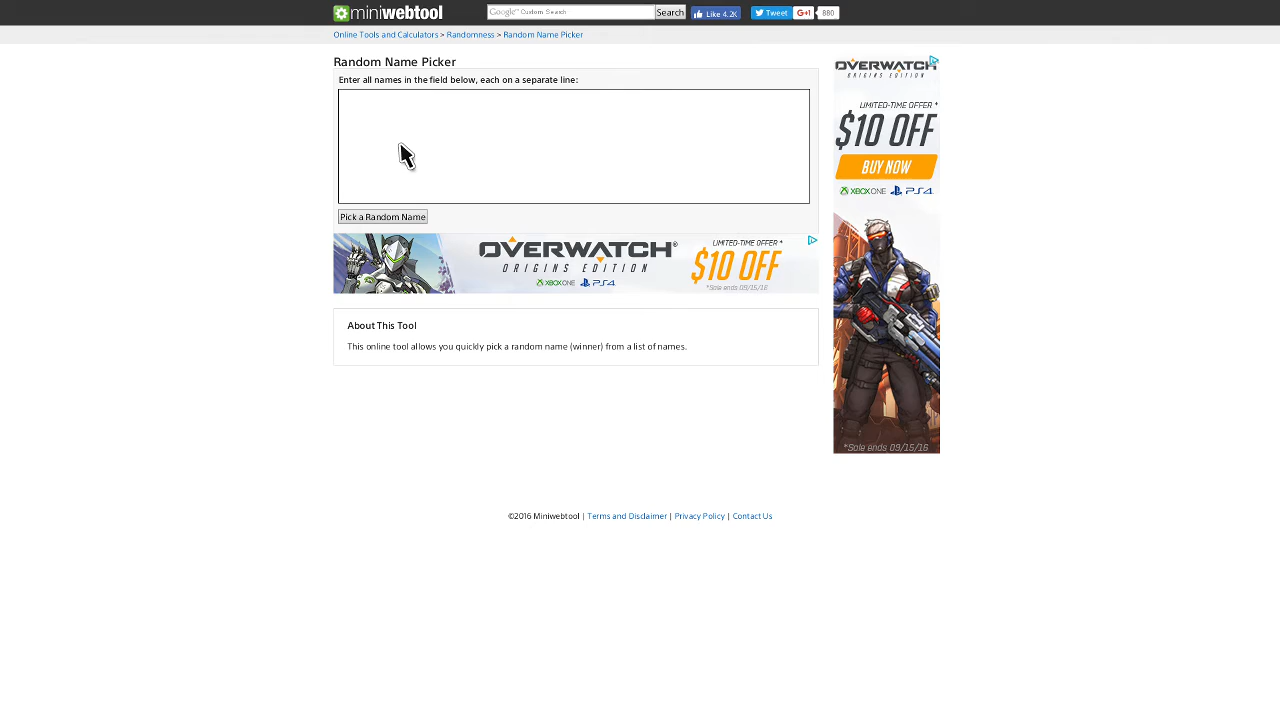 miniwebtool
Google™ Custom Search
Search
Like 4.2K
Tweet
G+1
880
Online Tools and Calculators > Randomness > Random Name Picker
Random Name Picker
Enter all names in the field below, each on a separate line:
Pick a Random Name
OVERWATCH®
ORIGINS EDITION
XBOX ONE PS4
LIMITED-TIME OFFER *
$10 OFF
*Sale ends 09/15/16
About This Tool
This online tool allows you quickly pick a random name (winner) from a list of names.
OVERWATCH
ORIGINS EDITION
LIMITED-TIME OFFER *
$10 OFF
BUY NOW
XBOX ONE PS4
*Sale ends 09/15/16
©2016 Miniwebtool | Terms and Disclaimer | Privacy Policy | Contact Us